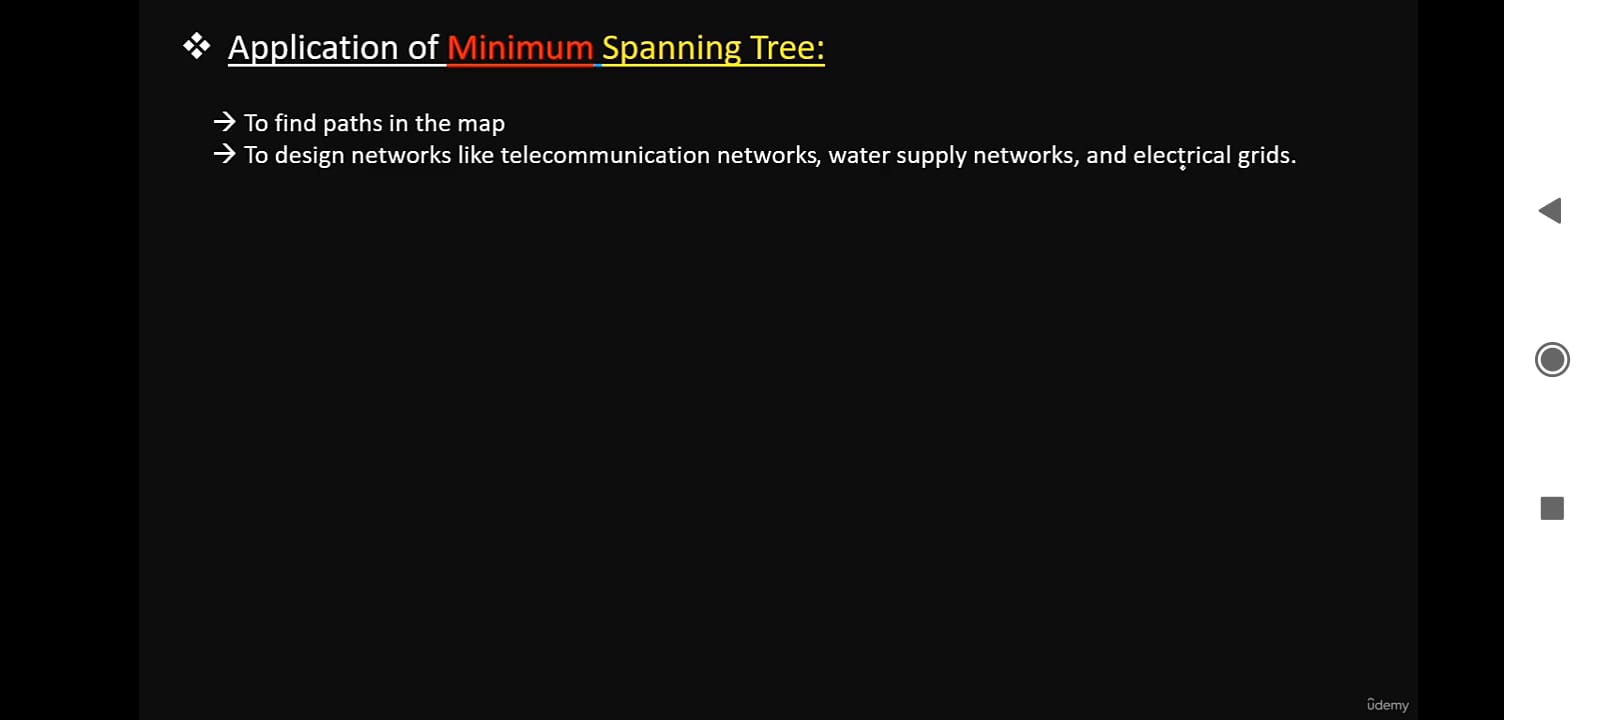 ❖ Application of Minimum Spanning Tree:
→ To find paths in the map
→ To design networks like telecommunication networks, water supply networks, and electrical grids.
ûdemy